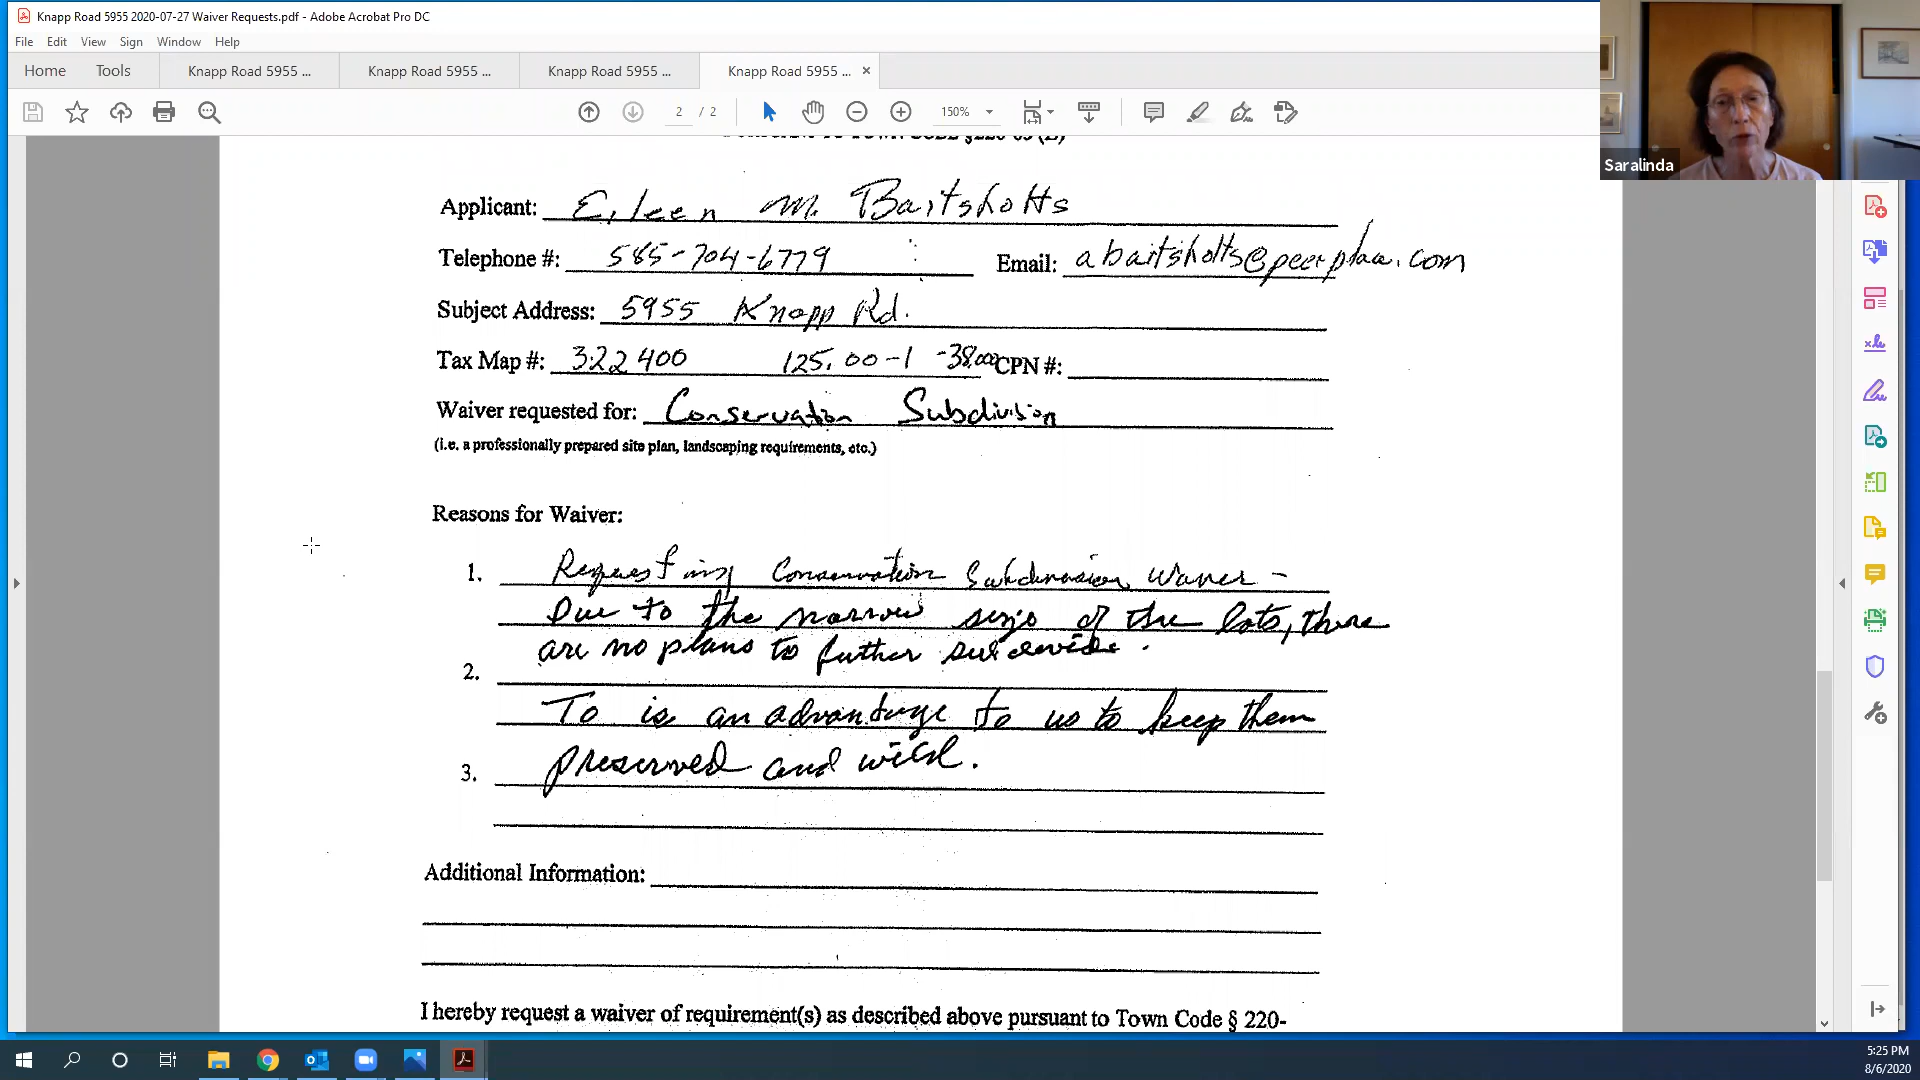 Knapp Road 5955 2020-07-27 Waiver Requests.pdf - Adobe Acrobat Pro DC
File Edit View Sign Window Help
Home Tools Knapp Road 5955 ... Knapp Road 5955 ... Knapp Road 5955 ... Knapp Road 5955 ...
2 / 2 150%
Saralinda
Applicant: Eileen M. Baitsholts
Telephone #: 585-704-6779 Email: abaitsholts@peerplaa.com
Subject Address: 5955 Knapp Rd.
Tax Map #: 322400 125.00-1 -38.000 CPN #:
Waiver requested for: Conservation Subdivision
(i.e. a professionally prepared site plan, landscaping requirements, etc.)
Reasons for Waiver:
1. Requesting Conservation Subdivision Waver -
Due to the narrow size of the lots, there
are no plans to futher subdevide.
2.
To is an advantage to us to keep them
preserved and wild.
3.
Additional Information:
I hereby request a waiver of requirement(s) as described above pursuant to Town Code § 220-
5:25 PM
8/6/2020